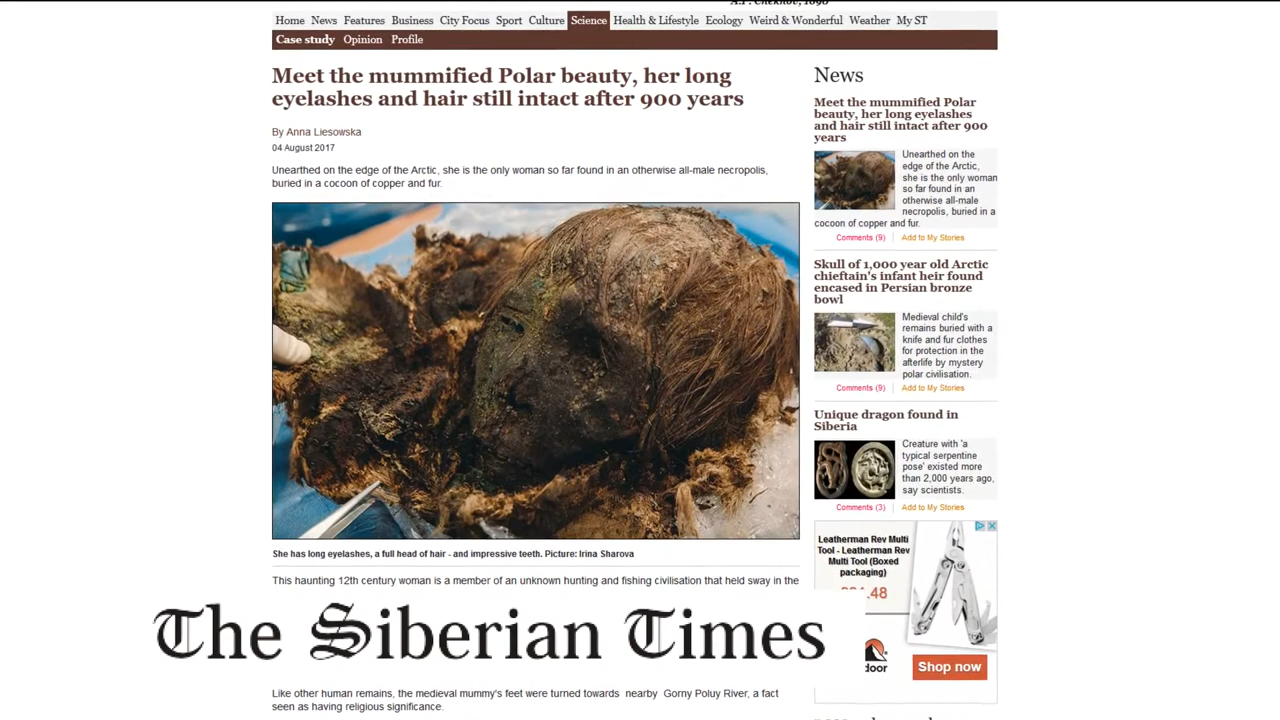 A.P. Chekhov, 1890
Home News Features Business City Focus Sport Culture Science Health & Lifestyle Ecology Weird & Wonderful Weather My ST
Case study Opinion Profile
Meet the mummified Polar beauty, her long
eyelashes and hair still intact after 900 years
By Anna Liesowska
04 August 2017
Unearthed on the edge of the Arctic, she is the only woman so far found in an otherwise all-male necropolis,
buried in a cocoon of copper and fur.
She has long eyelashes, a full head of hair - and impressive teeth. Picture: Irina Sharova
This haunting 12th century woman is a member of an unknown hunting and fishing civilisation that held sway in the
The Siberian Times
Like other human remains, the medieval mummy's feet were turned towards nearby Gorny Poluy River, a fact
seen as having religious significance.
News
Meet the mummified Polar
beauty, her long eyelashes
and hair still intact after 900
years
Unearthed on the
edge of the Arctic,
she is the only woman
so far found in an
otherwise all-male
necropolis, buried in a
cocoon of copper and fur.
Comments (9) Add to My Stories
Skull of 1,000 year old Arctic
chieftain's infant heir found
encased in Persian bronze
bowl
Medieval child's
remains buried with a
knife and fur clothes
for protection in the
afterlife by mystery
polar civilisation.
Comments (9) Add to My Stories
Unique dragon found in
Siberia
Creature with 'a
typical serpentine
pose' existed more
than 2,000 years ago,
say scientists.
Comments (3) Add to My Stories
Leatherman Rev Multi
Tool - Leatherman Rev
Multi Tool (Boxed
packaging)
.48
door
Shop now